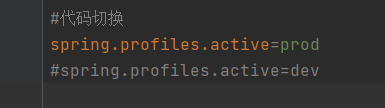 #代码切换
spring.profiles.active=prod
#spring.profiles.active=dev